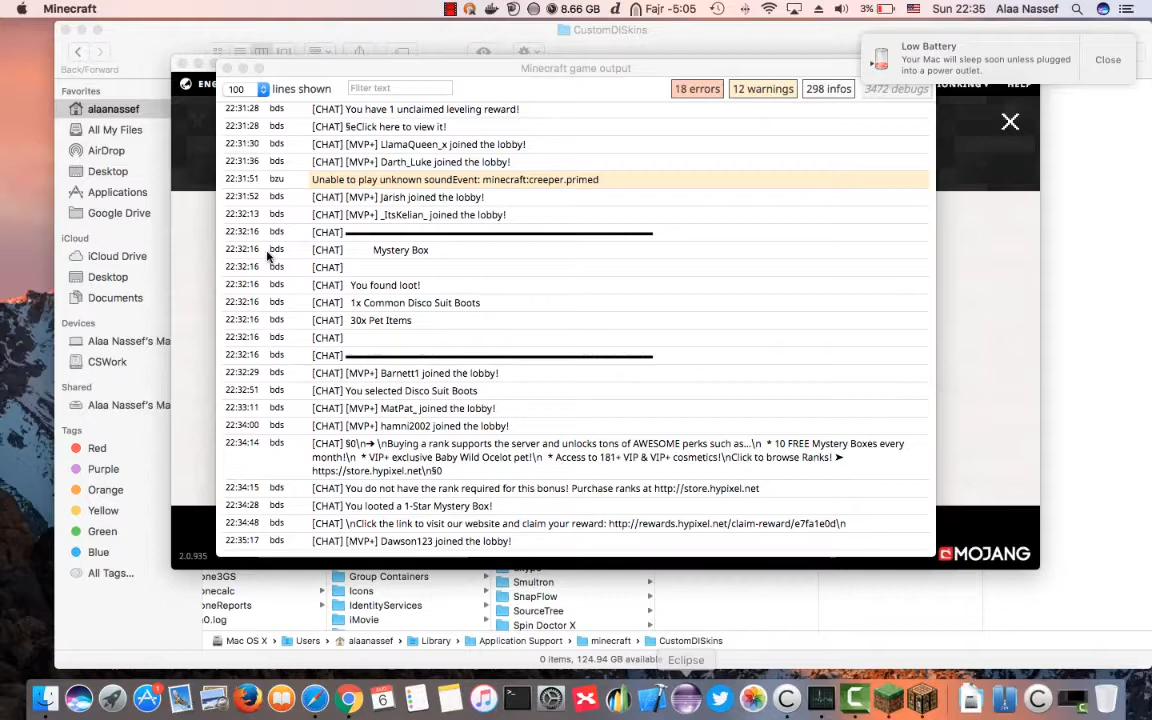 Minecraft
8.66 GB
Fajr -5:05
3%
Sun 22:35
Alaa Nassef
CustomDISkins
Back/Forward
Low Battery
Your Mac will sleep soon unless plugged
into a power outlet.
Close
Minecraft game output
ENG
HELP
100
lines shown
Filter text
18 errors
12 warnings
298 infos
3472 debugs
22:31:28 bds [CHAT] You have 1 unclaimed leveling reward!
22:31:28 bds [CHAT] §eClick here to view it!
22:31:30 bds [CHAT] [MVP+] LlamaQueen_x joined the lobby!
22:31:36 bds [CHAT] [MVP+] Darth_Luke joined the lobby!
22:31:51 bzu Unable to play unknown soundEvent: minecraft:creeper.primed
22:31:52 bds [CHAT] [MVP+] Jarish joined the lobby!
22:32:13 bds [CHAT] [MVP+] _ItsKelian_ joined the lobby!
22:32:16 bds [CHAT]
22:32:16 bds [CHAT] Mystery Box
22:32:16 bds [CHAT]
22:32:16 bds [CHAT] You found loot!
22:32:16 bds [CHAT] 1x Common Disco Suit Boots
22:32:16 bds [CHAT] 30x Pet Items
22:32:16 bds [CHAT]
22:32:16 bds [CHAT]
22:32:29 bds [CHAT] [MVP+] Barnett1 joined the lobby!
22:32:51 bds [CHAT] You selected Disco Suit Boots
22:33:11 bds [CHAT] [MVP+] MatPat_ joined the lobby!
22:34:00 bds [CHAT] [MVP+] hamni2002 joined the lobby!
22:34:14 bds [CHAT] §0\n➔ \nBuying a rank supports the server and unlocks tons of AWESOME perks such as...\n * 10 FREE Mystery Boxes every
month!\n * VIP+ exclusive Baby Wild Ocelot pet!\n * Access to 181+ VIP & VIP+ cosmetics!\nClick to browse Ranks! ➤
https://store.hypixel.net\n§0
22:34:15 bds [CHAT] You do not have the rank required for this bonus! Purchase ranks at http://store.hypixel.net
22:34:28 bds [CHAT] You looted a 1-Star Mystery Box!
22:34:48 bds [CHAT] \nClick the link to visit our website and claim your reward: http://rewards.hypixel.net/claim-reward/e7fa1e0d\n
22:35:17 bds [CHAT] [MVP+] Dawson123 joined the lobby!
Favorites
alaanassef
All My Files
AirDrop
Desktop
Applications
Google Drive
iCloud
iCloud Drive
Desktop
Documents
Devices
Alaa Nassef's Ma
CSWork
Shared
Alaa Nassef's Ma
Tags
Red
Purple
Orange
Yellow
Green
Blue
All Tags...
2.0.935
MOJANG
one3GS
onecalc
oneReports
0.log
Group Containers
Icons
IdentityServices
iMovie
Smultron
SnapFlow
SourceTree
Spin Doctor X
Mac OS X
Users
alaanassef
Library
Application Support
minecraft
CustomDISkins
0 items, 124.94 GB available
Eclipse